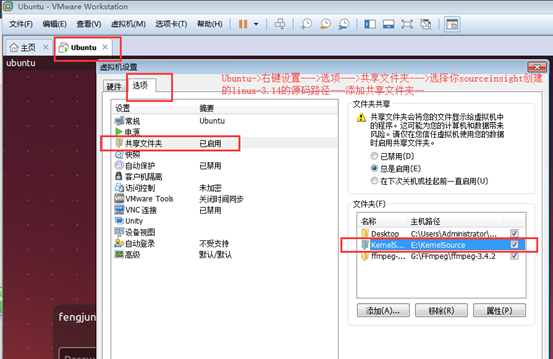 Ubuntu - VMware Workstation
文件(F) 编辑(E) 查看(V) 虚拟机(M) 选项卡(T) 帮助(H)
主页 Ubuntu
ubuntu
虚拟机设置
硬件 选项
Ubuntu->右键设置--->选项--->共享文件夹--->选择你sourceinsight创建
的linux-3.14的源码路径---添加共享文件夹--
设置 摘要
常规 Ubuntu
电源
共享文件夹 已启用
快照
自动保护 已禁用
客户机隔离
访问控制 未加密
VMware Tools 关闭时间同步
VNC 连接 已禁用
Unity
设备视图
自动登录 不受支持
高级 默认/默认
文件夹共享
共享文件夹会将您的文件显示给虚拟机中
的程序。这可能为您的计算机和数据带来
风险。请仅在您信任虚拟机使用您的数据
时启用共享文件夹。
已禁用(D)
总是启用(E)
在下次关机或挂起前一直启用(U)
文件夹(F)
名称 主机路径
Desktop C:\Users\Administrator\...
KernelS... E:\KernelSource
ffmpeg-... G:\FFmpeg\ffmpeg-3.4.2
添加(A)... 移除(R) 属性(P)
fengjun